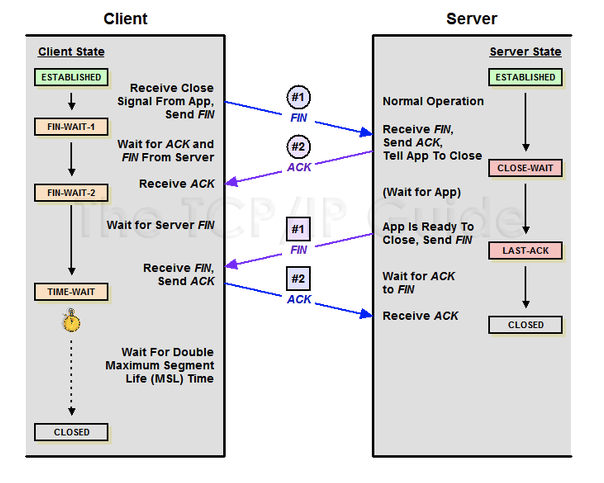 Client
Server
Client State
Server State
ESTABLISHED
ESTABLISHED
Receive Close
Signal From App,
Send FIN
#1
FIN
Normal Operation
FIN-WAIT-1
Receive FIN,
Send ACK,
Tell App To Close
Wait for ACK and
FIN From Server
#2
ACK
CLOSE-WAIT
Receive ACK
FIN-WAIT-2
(Wait for App)
The TCP/IP Guide
Wait for Server FIN
#1
FIN
App Is Ready To
Close, Send FIN
LAST-ACK
Receive FIN,
Send ACK
#2
ACK
Wait for ACK
to FIN
TIME-WAIT
Receive ACK
CLOSED
Wait For Double
Maximum Segment
Life (MSL) Time
CLOSED